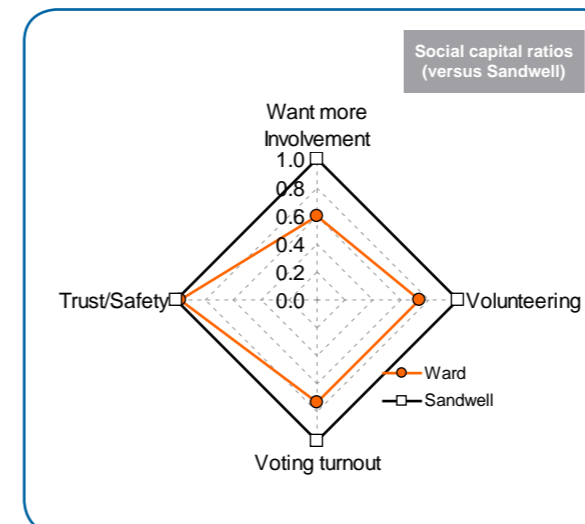 Social capital ratios
(versus Sandwell)
Want more
Involvement
1.0
0.8
0.6
0.4
0.2
0.0
Trust/Safety
Volunteering
Ward
Sandwell
Voting turnout